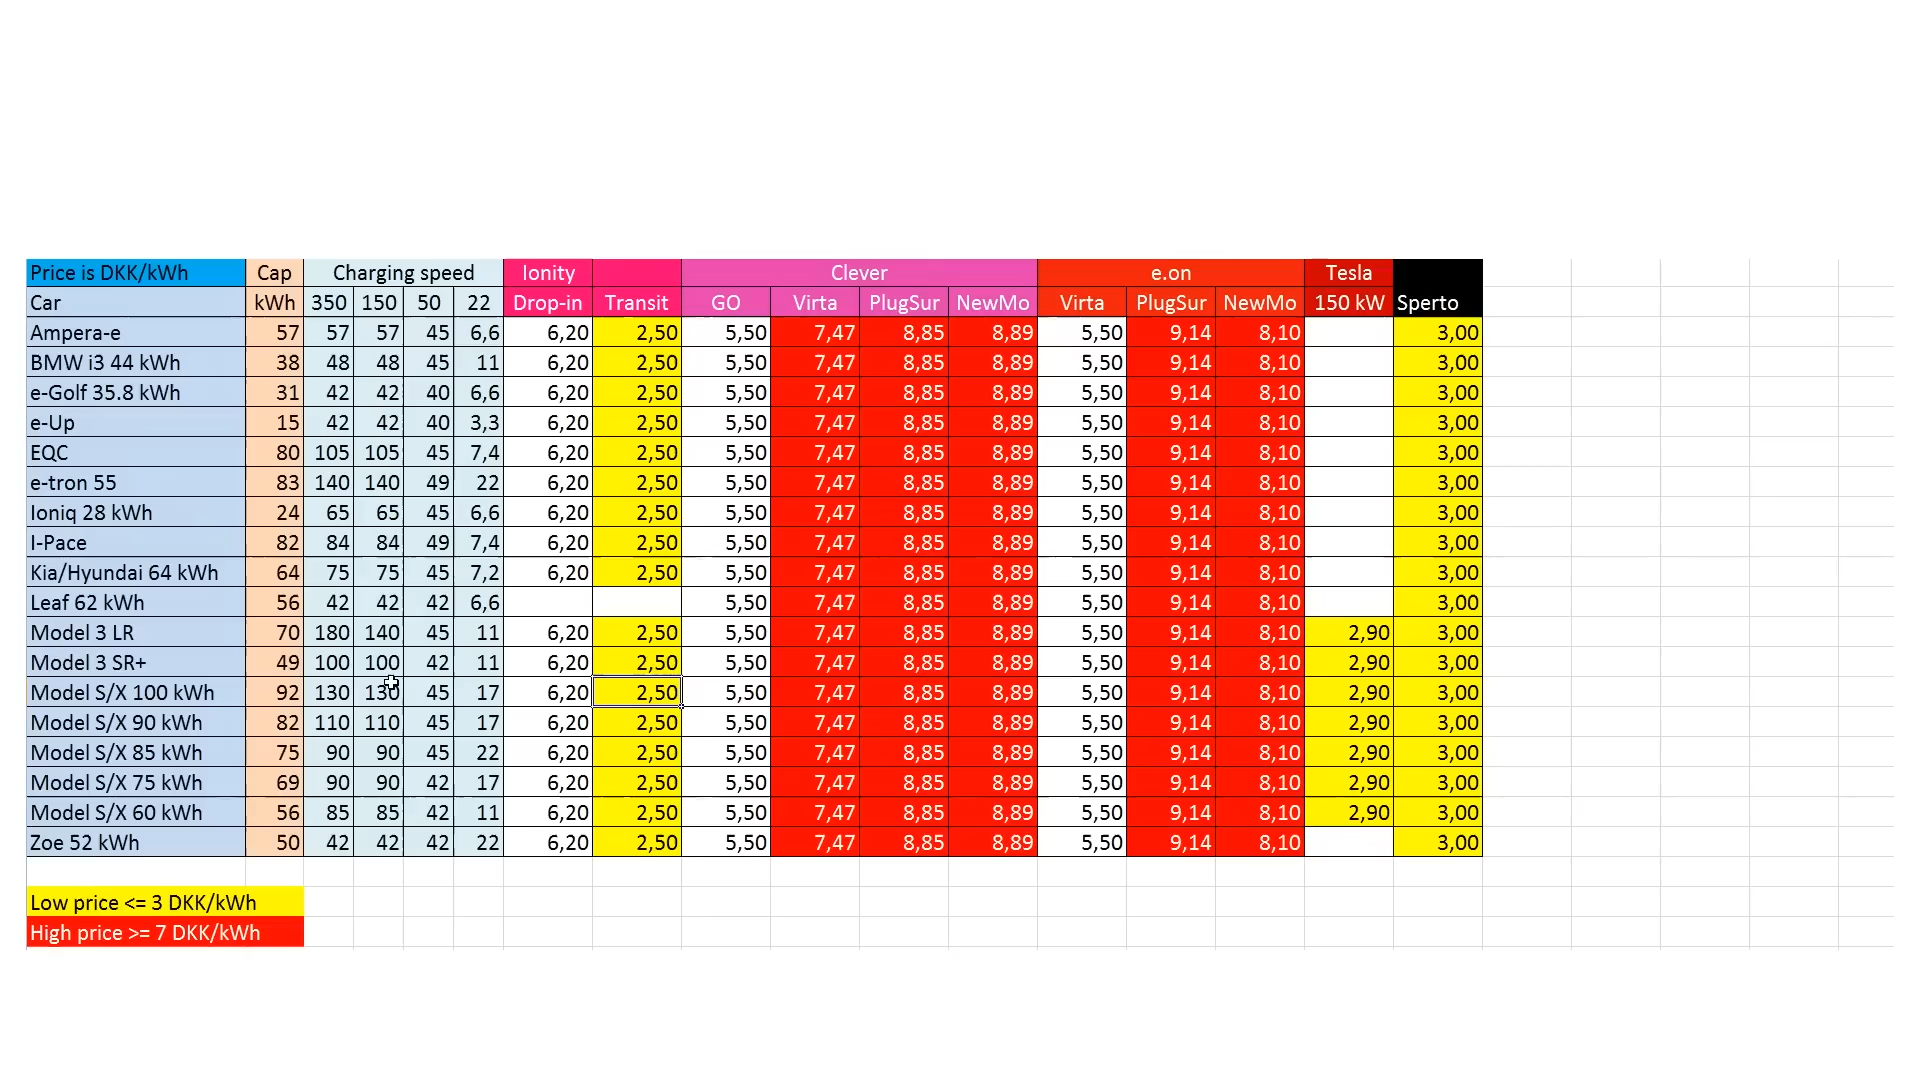 Price is DKK/kWh Cap Charging speed Ionity Clever e.on Tesla
Car kWh 350 150 50 22 Drop-in Transit GO Virta PlugSur NewMo Virta PlugSur NewMo 150 kW Sperto
Ampera-e 57 57 57 45 6,6 6,20 2,50 5,50 7,47 8,85 8,89 5,50 9,14 8,10 3,00
BMW i3 44 kWh 38 48 48 45 11 6,20 2,50 5,50 7,47 8,85 8,89 5,50 9,14 8,10 3,00
e-Golf 35.8 kWh 31 42 42 40 6,6 6,20 2,50 5,50 7,47 8,85 8,89 5,50 9,14 8,10 3,00
e-Up 15 42 42 40 3,3 6,20 2,50 5,50 7,47 8,85 8,89 5,50 9,14 8,10 3,00
EQC 80 105 105 45 7,4 6,20 2,50 5,50 7,47 8,85 8,89 5,50 9,14 8,10 3,00
e-tron 55 83 140 140 49 22 6,20 2,50 5,50 7,47 8,85 8,89 5,50 9,14 8,10 3,00
Ioniq 28 kWh 24 65 65 45 6,6 6,20 2,50 5,50 7,47 8,85 8,89 5,50 9,14 8,10 3,00
I-Pace 82 84 84 49 7,4 6,20 2,50 5,50 7,47 8,85 8,89 5,50 9,14 8,10 3,00
Kia/Hyundai 64 kWh 64 75 75 45 7,2 6,20 2,50 5,50 7,47 8,85 8,89 5,50 9,14 8,10 3,00
Leaf 62 kWh 56 42 42 42 6,6 5,50 7,47 8,85 8,89 5,50 9,14 8,10 3,00
Model 3 LR 70 180 140 45 11 6,20 2,50 5,50 7,47 8,85 8,89 5,50 9,14 8,10 2,90 3,00
Model 3 SR+ 49 100 100 42 11 6,20 2,50 5,50 7,47 8,85 8,89 5,50 9,14 8,10 2,90 3,00
Model S/X 100 kWh 92 130 130 45 17 6,20 2,50 5,50 7,47 8,85 8,89 5,50 9,14 8,10 2,90 3,00
Model S/X 90 kWh 82 110 110 45 17 6,20 2,50 5,50 7,47 8,85 8,89 5,50 9,14 8,10 2,90 3,00
Model S/X 85 kWh 75 90 90 45 22 6,20 2,50 5,50 7,47 8,85 8,89 5,50 9,14 8,10 2,90 3,00
Model S/X 75 kWh 69 90 90 42 17 6,20 2,50 5,50 7,47 8,85 8,89 5,50 9,14 8,10 2,90 3,00
Model S/X 60 kWh 56 85 85 42 11 6,20 2,50 5,50 7,47 8,85 8,89 5,50 9,14 8,10 2,90 3,00
Zoe 52 kWh 50 42 42 42 22 6,20 2,50 5,50 7,47 8,85 8,89 5,50 9,14 8,10 3,00
Low price <= 3 DKK/kWh
High price >= 7 DKK/kWh